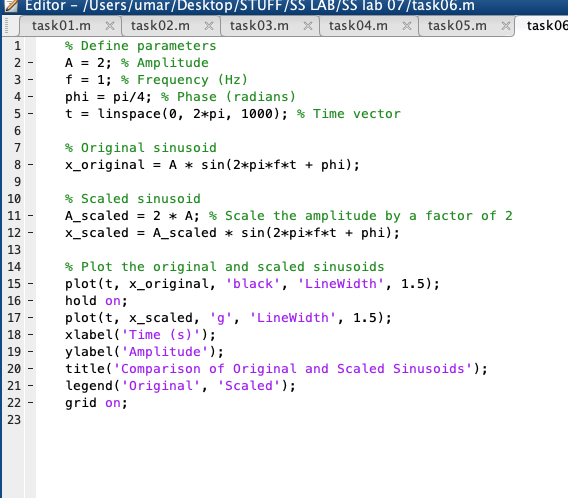 Editor - /Users/umar/Desktop/STUFF/SS LAB/SS lab 07/task06.m
task01.m × task02.m × task03.m × task04.m × task05.m × task06
1 % Define parameters
2 - A = 2; % Amplitude
3 - f = 1; % Frequency (Hz)
4 - phi = pi/4; % Phase (radians)
5 - t = linspace(0, 2*pi, 1000); % Time vector
6
7 % Original sinusoid
8 - x_original = A * sin(2*pi*f*t + phi);
9
10 % Scaled sinusoid
11 - A_scaled = 2 * A; % Scale the amplitude by a factor of 2
12 - x_scaled = A_scaled * sin(2*pi*f*t + phi);
13
14 % Plot the original and scaled sinusoids
15 - plot(t, x_original, 'black', 'LineWidth', 1.5);
16 - hold on;
17 - plot(t, x_scaled, 'g', 'LineWidth', 1.5);
18 - xlabel('Time (s)');
19 - ylabel('Amplitude');
20 - title('Comparison of Original and Scaled Sinusoids');
21 - legend('Original', 'Scaled');
22 - grid on;
23